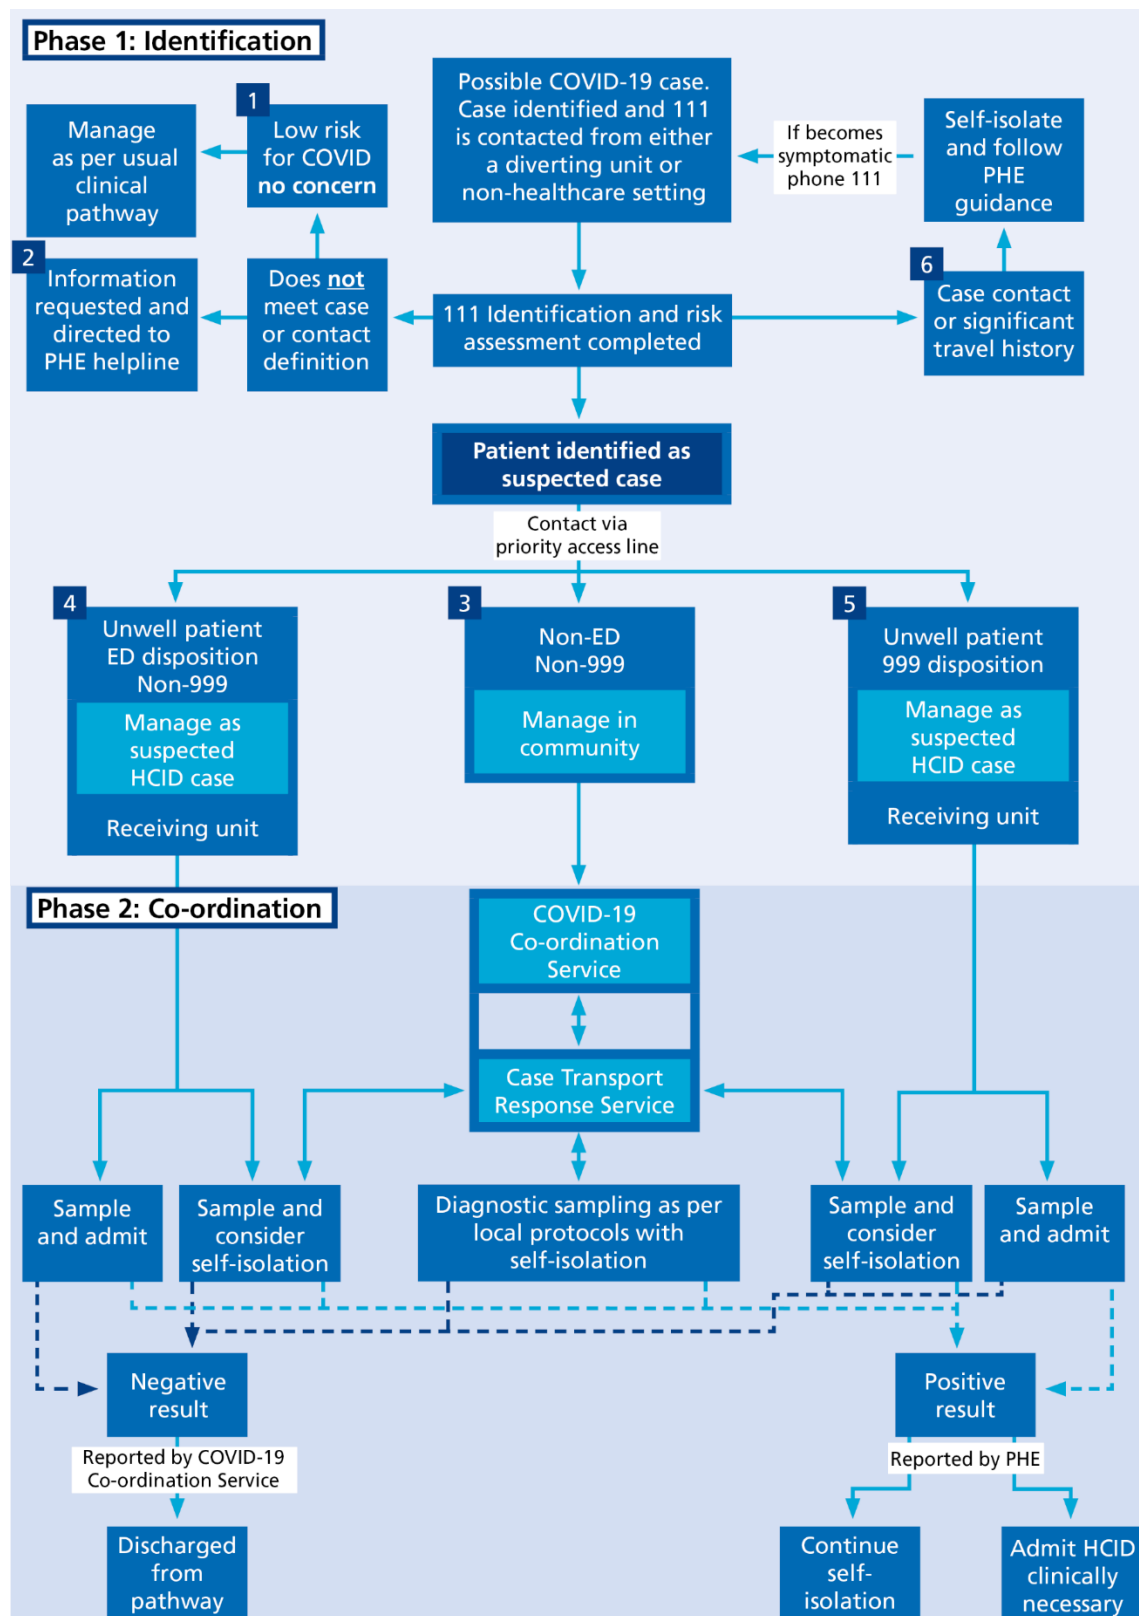 Phase 1: Identification
Possible COVID-19 case.
Case identified and 111
is contacted from either
a diverting unit or
non-healthcare setting
1
Low risk
for COVID
no concern
Manage
as per usual
clinical
pathway
If becomes
symptomatic
phone 111
Self-isolate
and follow
PHE
guidance
2
Information
requested and
directed to
PHE helpline
Does not
meet case
or contact
definition
111 Identification and risk
assessment completed
6
Case contact
or significant
travel history
Patient identified as
suspected case
Contact via
priority access line
4
Unwell patient
ED disposition
Non-999
Manage as
suspected
HCID case
Receiving unit
3
Non-ED
Non-999
Manage in
community
5
Unwell patient
999 disposition
Manage as
suspected
HCID case
Receiving unit
Phase 2: Co-ordination
COVID-19
Co-ordination
Service
Case Transport
Response Service
Sample
and admit
Sample and
consider
self-isolation
Diagnostic sampling as per
local protocols with
self-isolation
Sample and
consider
self-isolation
Sample
and admit
Negative
result
Positive
result
Reported by COVID-19
Co-ordination Service
Reported by PHE
Discharged
from
pathway
Continue
self-
isolation
Admit HCID
clinically
necessary